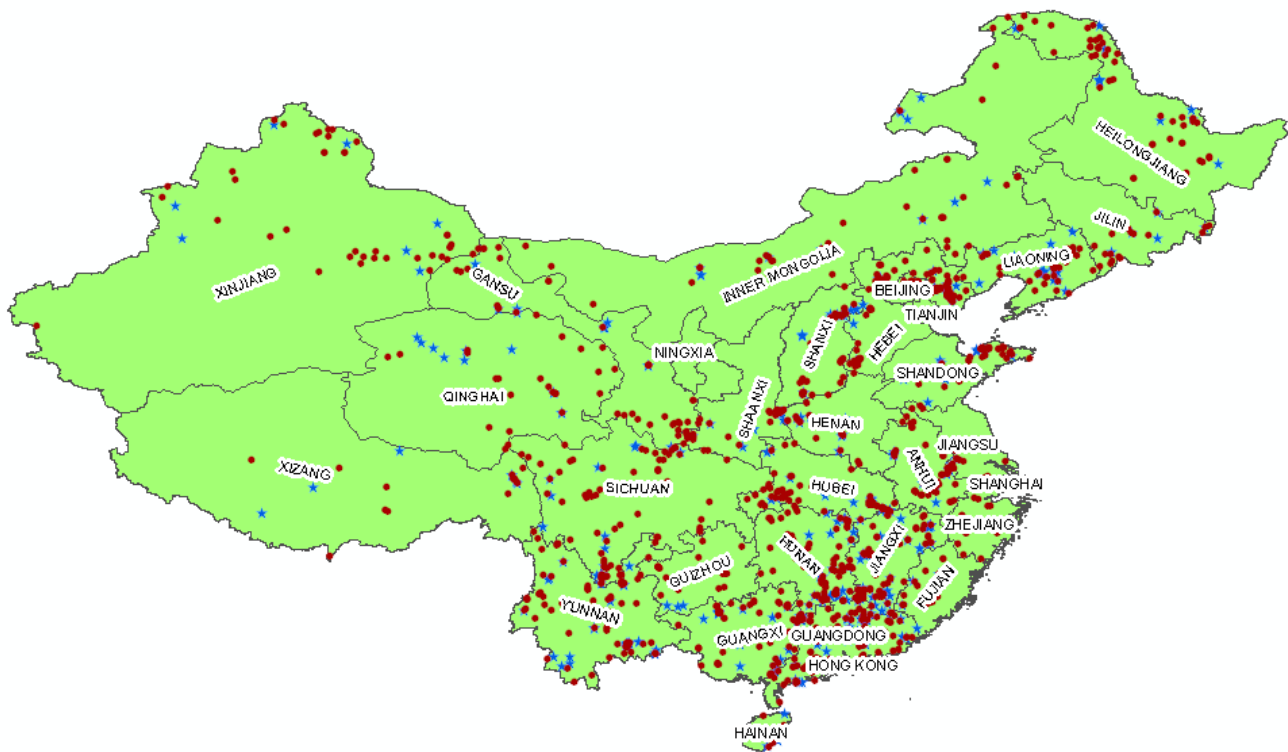 HEILONGJIANG
JILIN
LIAONING
INNER MONGOLIA
XINJIANG
GANSU
BEIJING
TIANJIN
HEBEI
SHANXI
NINGXIA
SHANDONG
QINGHAI
SHAANXI
HENAN
JIANGSU
ANHUI
SHANGHAI
XIZANG
SICHUAN
HUBEI
ZHEJIANG
HUNAN
JIANGXI
GUIZHOU
FUJIAN
YUNNAN
GUANGXI
GUANGDONG
HONG KONG
HAINAN